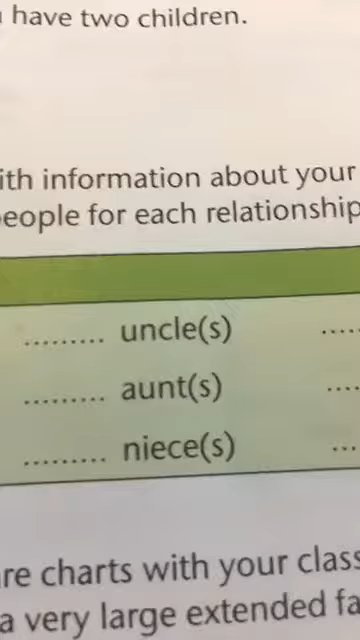 have two children.
ith information about your
eople for each relationship
......... uncle(s) .....
......... aunt(s) ....
......... niece(s) ...
re charts with your class
a very large extended fa